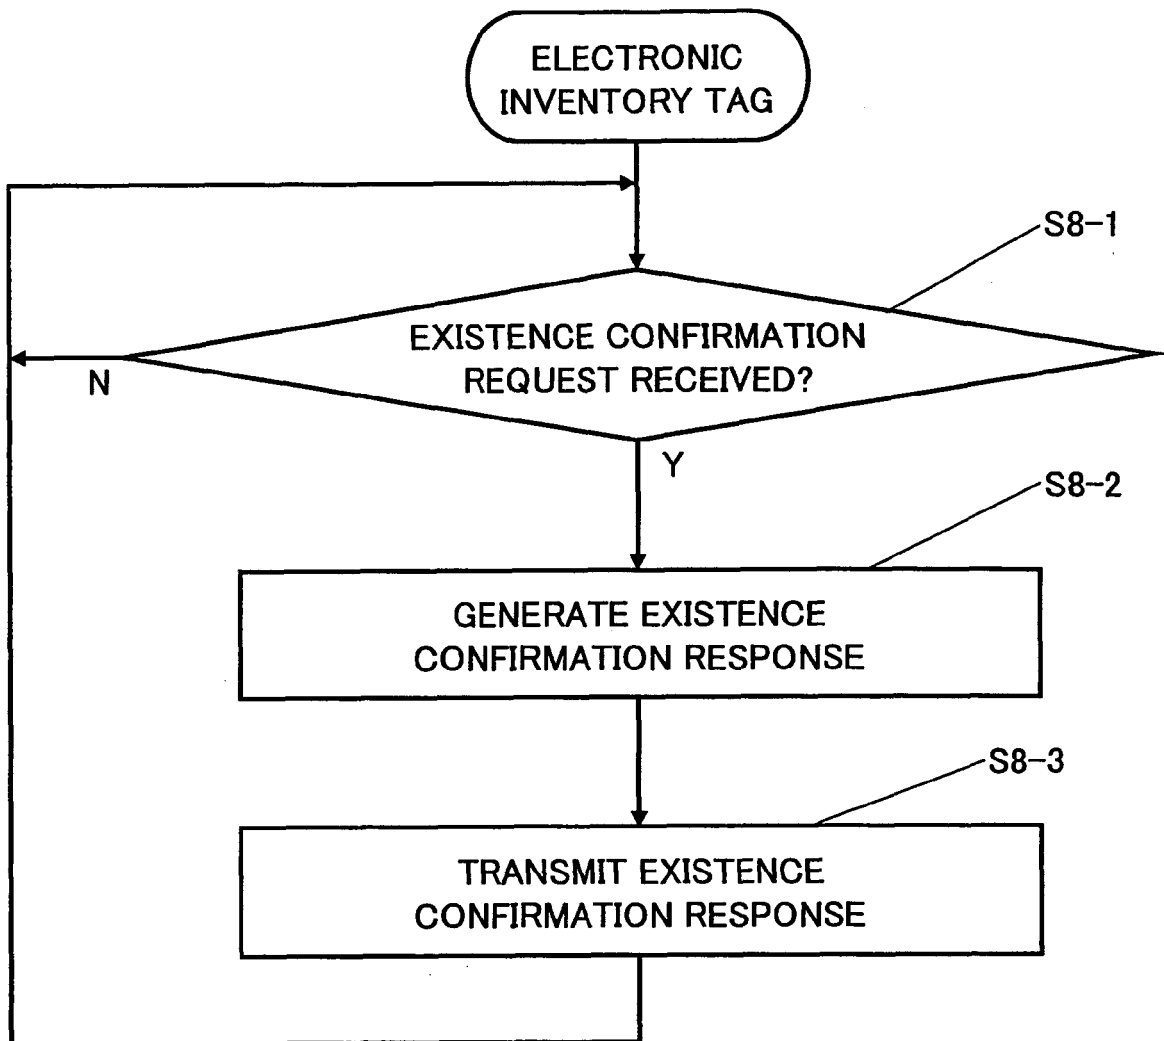 ELECTRONIC
INVENTORY TAG
S8-1
EXISTENCE CONFIRMATION
REQUEST RECEIVED?
N
Y
S8-2
GENERATE EXISTENCE
CONFIRMATION RESPONSE
S8-3
TRANSMIT EXISTENCE
CONFIRMATION RESPONSE